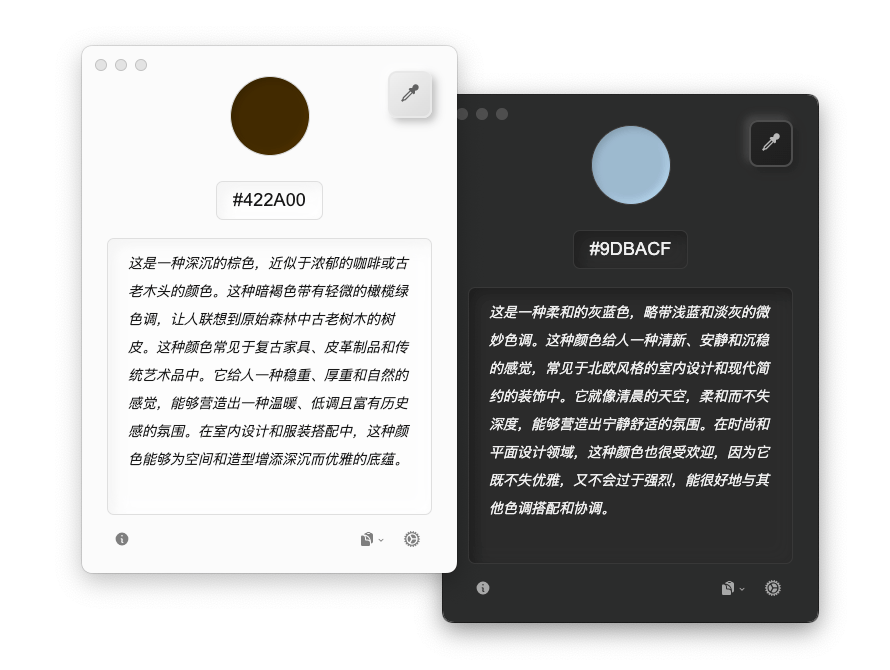 #422A00
这是一种深沉的棕色，近似于浓郁的咖啡或古
老木头的颜色。这种暗褐色带有轻微的橄榄绿
色调，让人联想到原始森林中古老树木的树
皮。这种颜色常见于复古家具、皮革制品和传
统艺术品中。它给人一种稳重、厚重和自然的
感觉，能够营造出一种温暖、低调且富有历史
感的氛围。在室内设计和服装搭配中，这种颜
色能够为空间和造型增添深沉而优雅的底蕴。
#9DBACF
这是一种柔和的灰蓝色，略带浅蓝和淡灰的微
妙色调。这种颜色给人一种清新、安静和沉稳
的感觉，常见于北欧风格的室内设计和现代简
约的装饰中。它就像清晨的天空，柔和而不失
深度，能够营造出宁静舒适的氛围。在时尚和
平面设计领域，这种颜色也很受欢迎，因为它
既不失优雅，又不会过于强烈，能很好地与其
他色调搭配和协调。